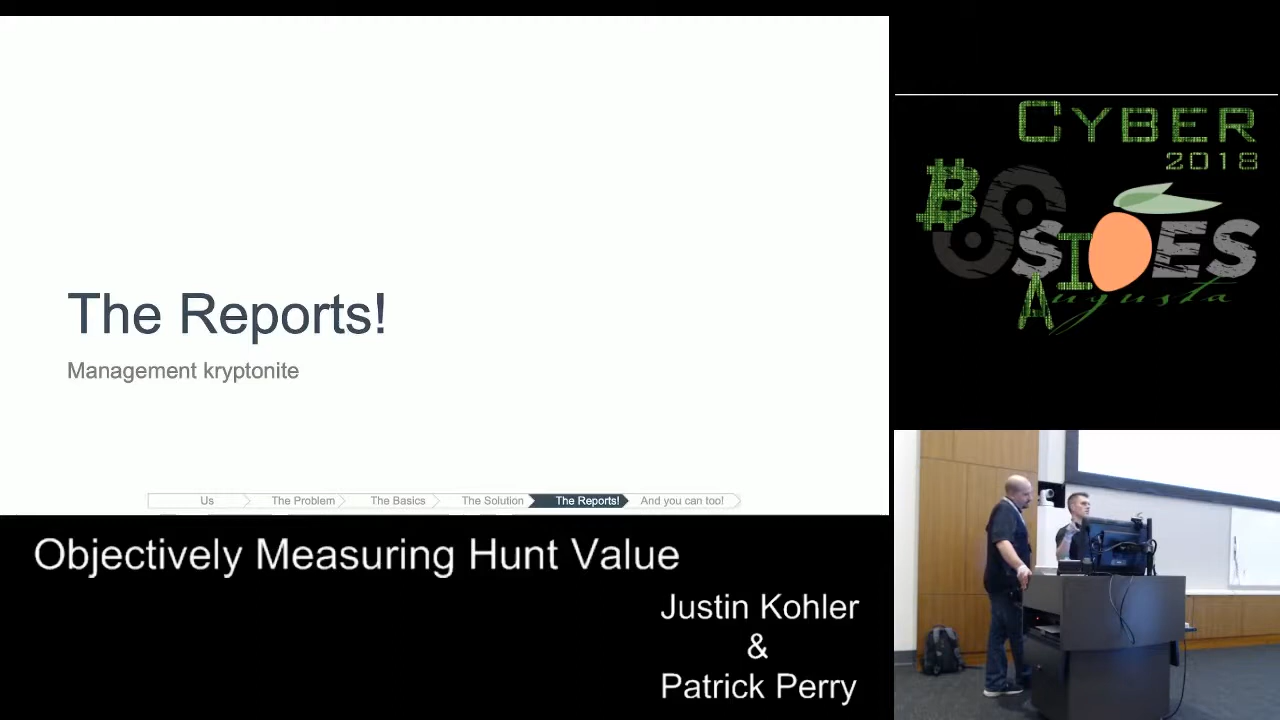 The Reports!
Management kryptonite
Us
The Problem
The Basics
The Solution
The Reports!
And you can too!
Objectively Measuring Hunt Value
Justin Kohler
&
Patrick Perry
CYBER
2018
BSIDES
Augusta